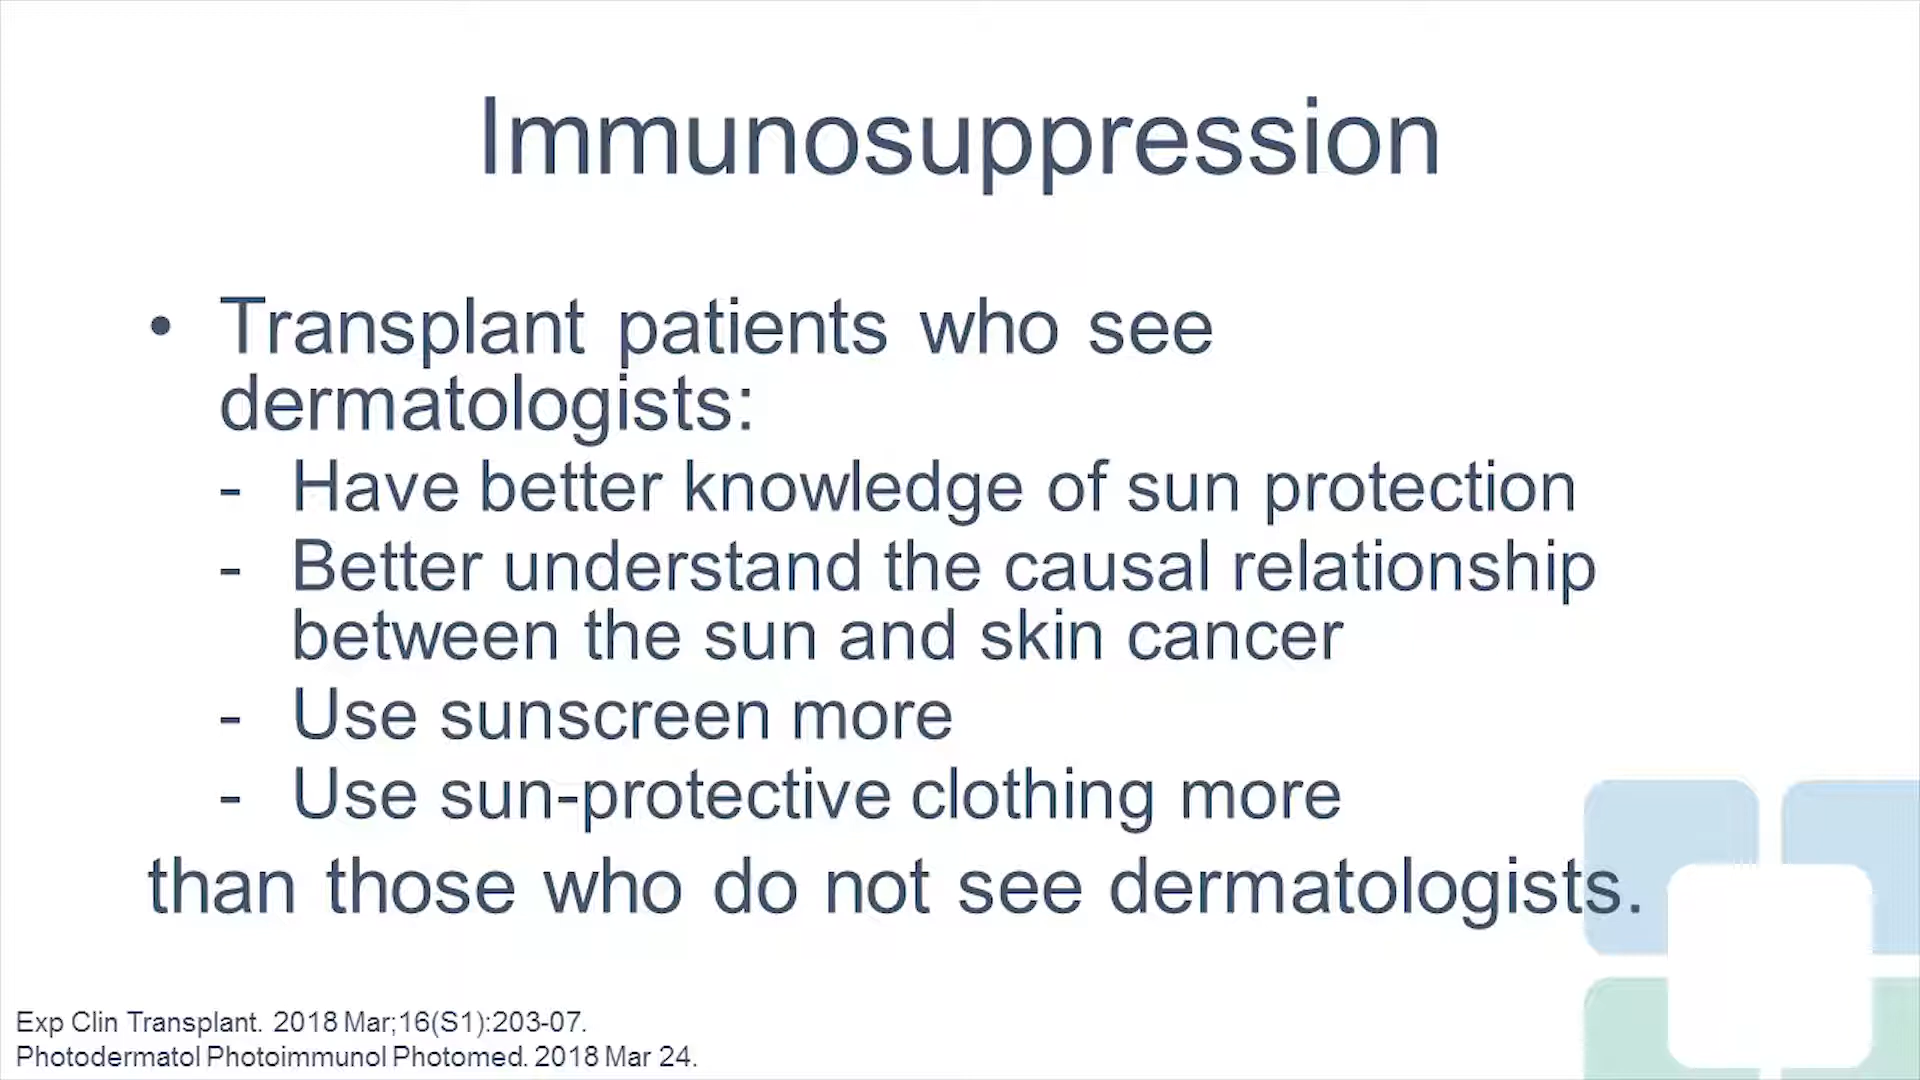 Immunosuppression
• Transplant patients who see
dermatologists:
- Have better knowledge of sun protection
- Better understand the causal relationship
between the sun and skin cancer
- Use sunscreen more
- Use sun-protective clothing more
than those who do not see dermatologists.
Exp Clin Transplant. 2018 Mar;16(S1):203-07.
Photodermatol Photoimmunol Photomed. 2018 Mar 24.